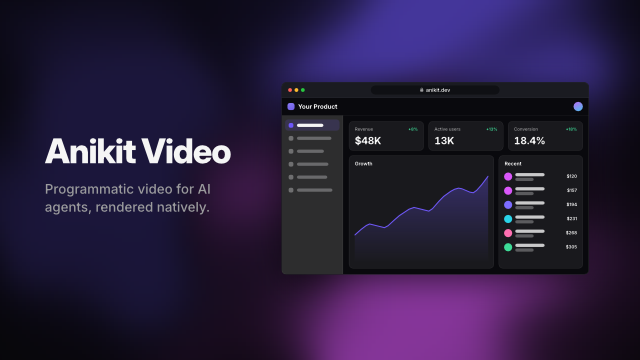 Anikit Video
Programmatic video for AI
agents, rendered natively.
anikit.dev
Your Product
Revenue
+8%
$48K
Active users
+12%
13K
Conversion
+18%
18.4%
Growth
Recent
$120
$157
$194
$231
$268
$305